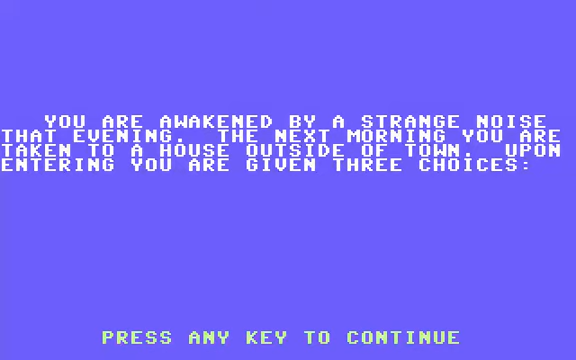 YOU ARE AWAKENED BY A STRANGE NOISE
THAT EVENING.  THE NEXT MORNING YOU ARE
TAKEN TO A HOUSE OUTSIDE OF TOWN.  UPON
ENTERING YOU ARE GIVEN THREE CHOICES:
PRESS ANY KEY TO CONTINUE